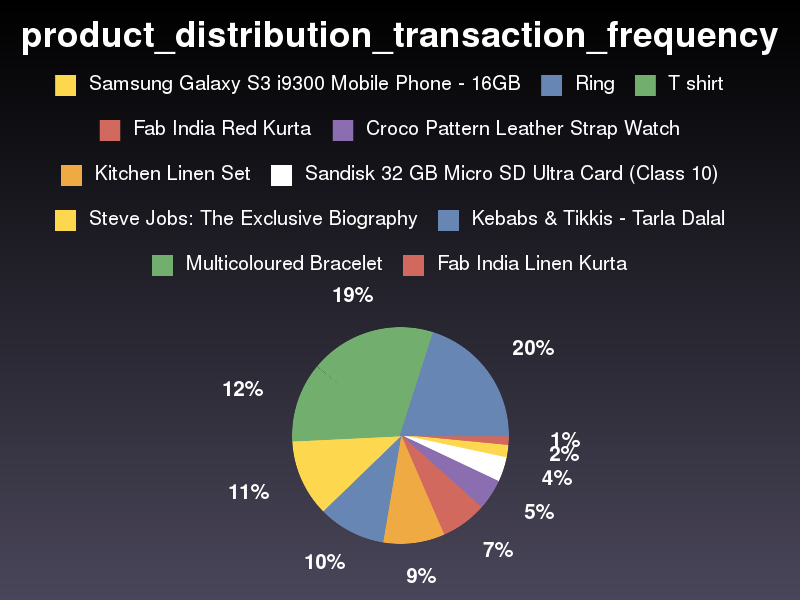 product_distribution_transaction_frequency
Samsung Galaxy S3 i9300 Mobile Phone - 16GB Ring T shirt
Fab India Red Kurta Croco Pattern Leather Strap Watch
Kitchen Linen Set Sandisk 32 GB Micro SD Ultra Card (Class 10)
Steve Jobs: The Exclusive Biography Kebabs & Tikkis - Tarla Dalal
Multicoloured Bracelet Fab India Linen Kurta
19%
20%
12%
1%
2%
4%
11%
5%
7%
10%
9%